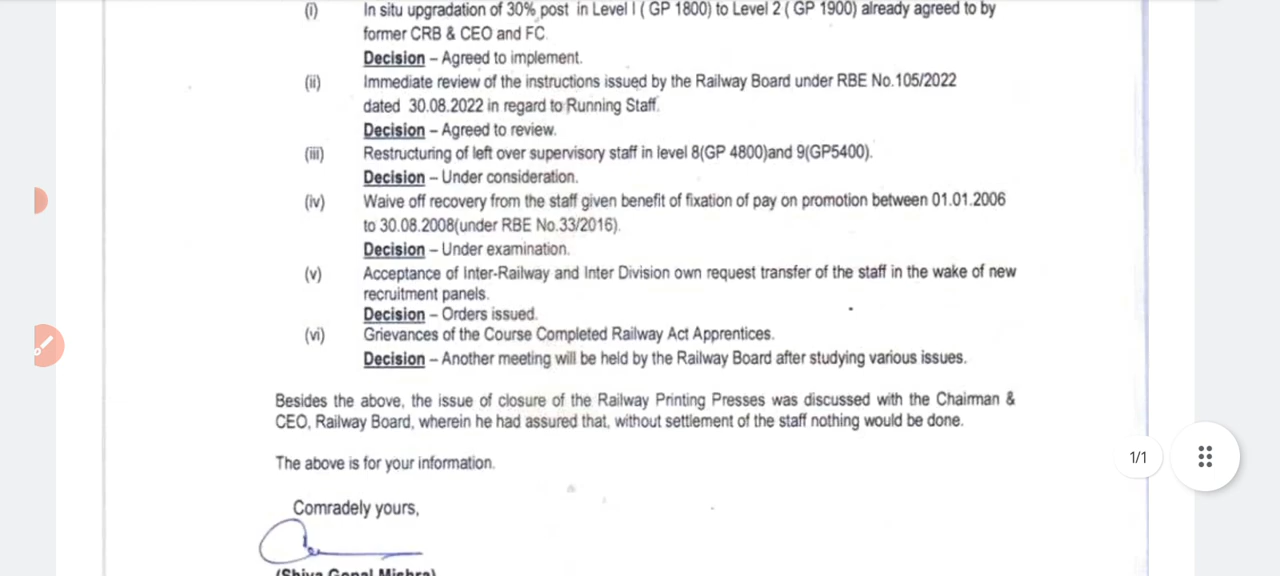 (i) In situ upgradation of 30% post in Level I ( GP 1800) to Level 2 ( GP 1900) already agreed to by
former CRB & CEO and FC.
Decision – Agreed to implement.
(ii) Immediate review of the instructions issued by the Railway Board under RBE No.105/2022
dated 30.08.2022 in regard to Running Staff.
Decision – Agreed to review.
(iii) Restructuring of left over supervisory staff in level 8(GP 4800)and 9(GP5400).
Decision – Under consideration.
(iv) Waive off recovery from the staff given benefit of fixation of pay on promotion between 01.01.2006
to 30.08.2008(under RBE No.33/2016).
Decision – Under examination.
(v) Acceptance of Inter-Railway and Inter Division own request transfer of the staff in the wake of new
recruitment panels.
Decision – Orders issued.
(vi) Grievances of the Course Completed Railway Act Apprentices.
Decision – Another meeting will be held by the Railway Board after studying various issues.
Besides the above, the issue of closure of the Railway Printing Presses was discussed with the Chairman &
CEO, Railway Board, wherein he had assured that, without settlement of the staff nothing would be done.
The above is for your information.
1/1
Comradely yours,
(Shiva Gopal Mishra)